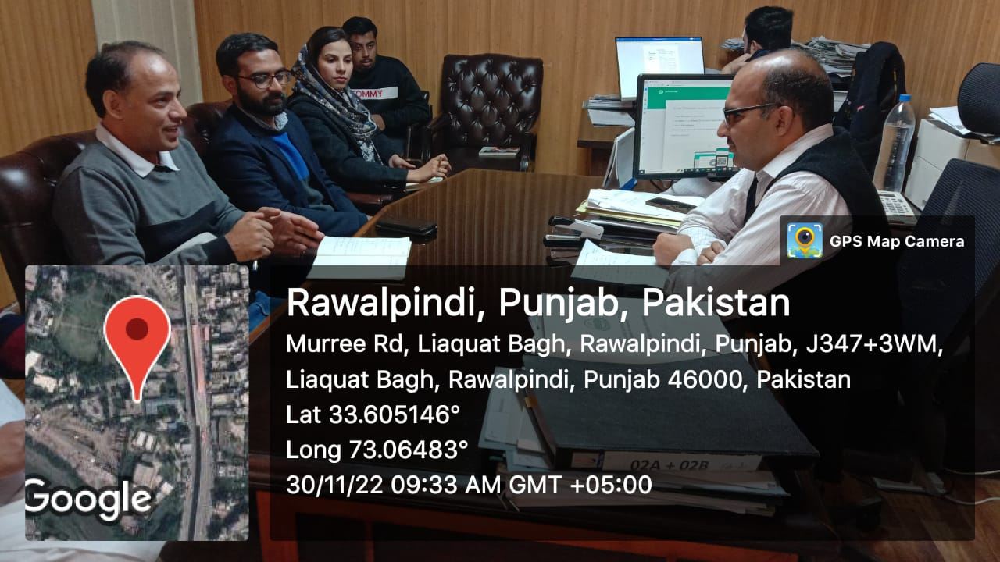 TOMMY
GPS Map Camera
Rawalpindi, Punjab, Pakistan
Murree Rd, Liaquat Bagh, Rawalpindi, Punjab, J347+3WM,
Liaquat Bagh, Rawalpindi, Punjab 46000, Pakistan
Lat 33.605146°
Long 73.06483°
30/11/22 09:33 AM GMT +05:00
02A + 02B
Google